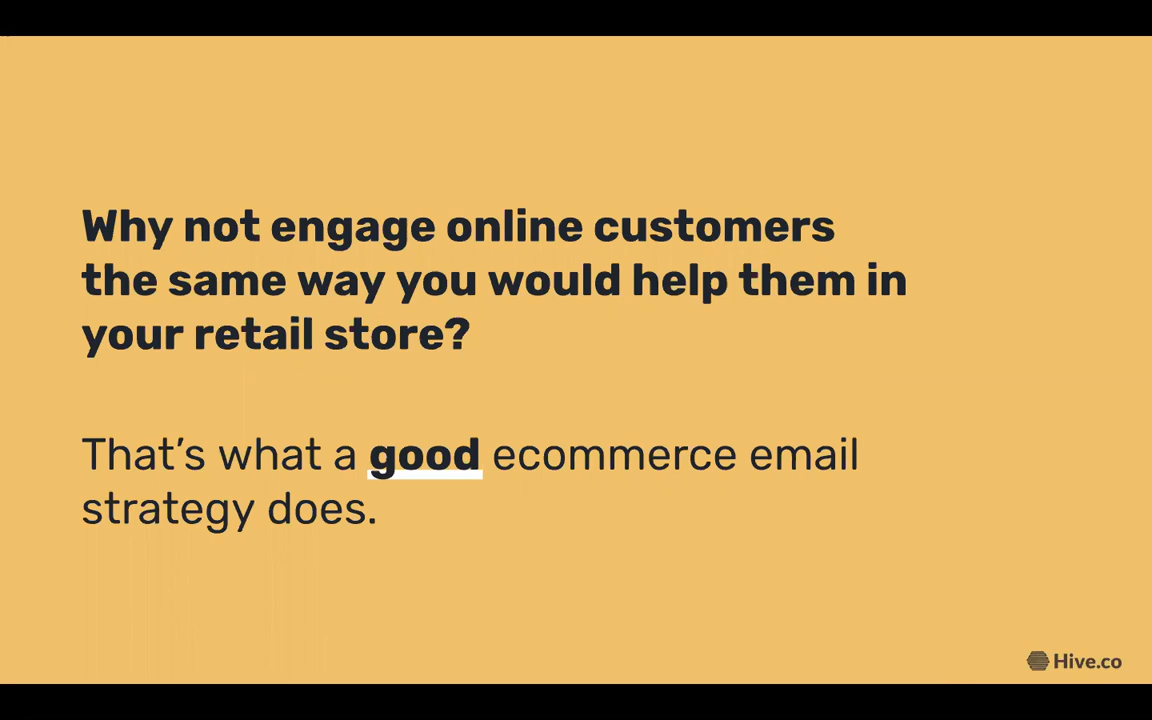 Why not engage online customers
the same way you would help them in
your retail store?
That’s what a good ecommerce email
strategy does.
Hive.co